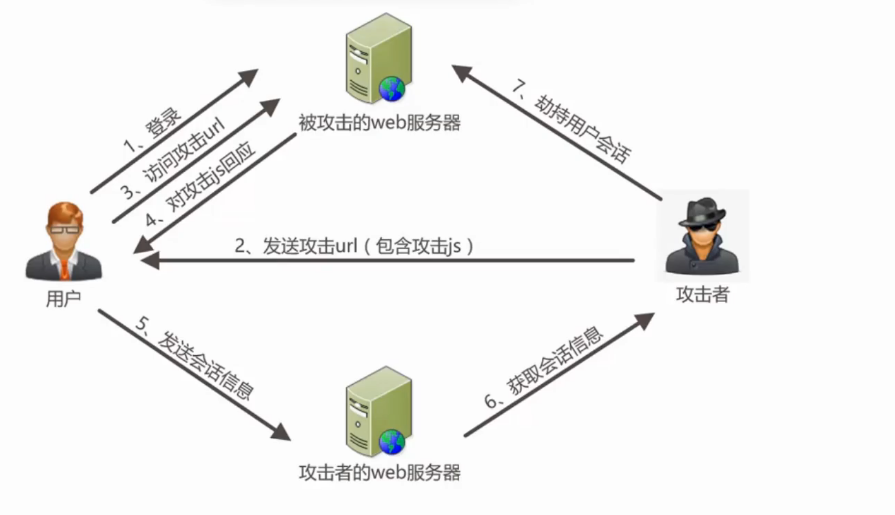 被攻击的web服务器
1、登录
3、访问攻击url
4、对攻击js回应
7、劫持用户会话
2、发送攻击url（包含攻击js）
用户
攻击者
5、发送会话信息
6、获取会话信息
攻击者的web服务器